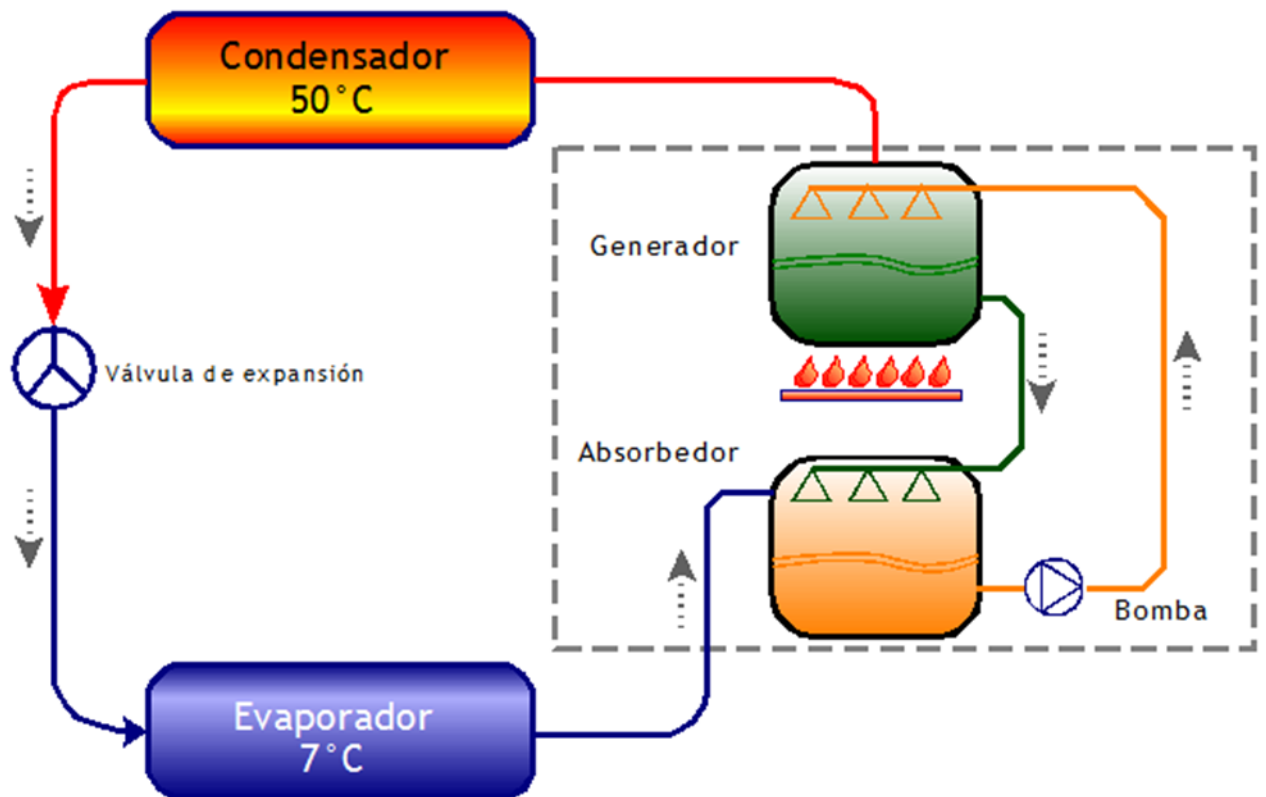 Condensador
50°C
Generador
Válvula de expansión
Absorbedor
Bomba
Evaporador
7°C